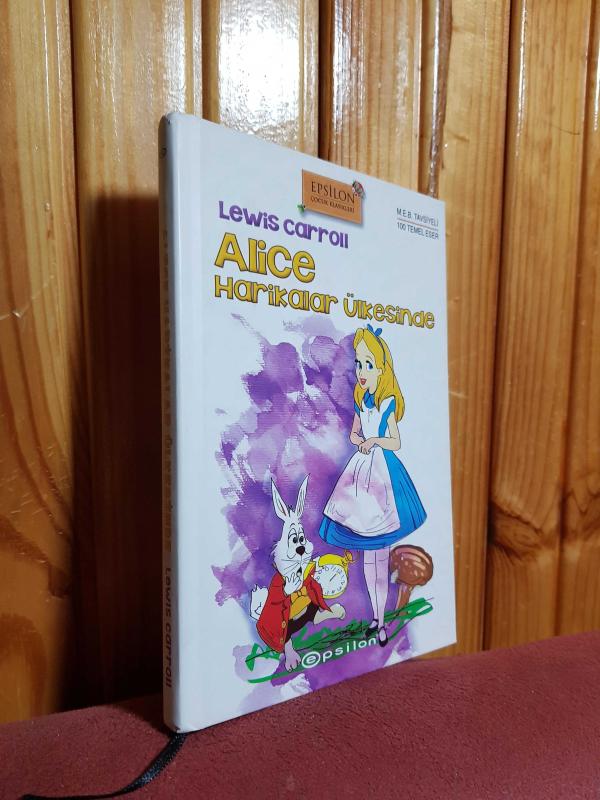 EPSİLON
ÇOCUK KLASİKLERİ
M.E.B. TAVSİYELİ
100 TEMEL ESER
Lewis Carroll
Alice
Harikalar Ülkesinde
epsilon
Lewis Carroll